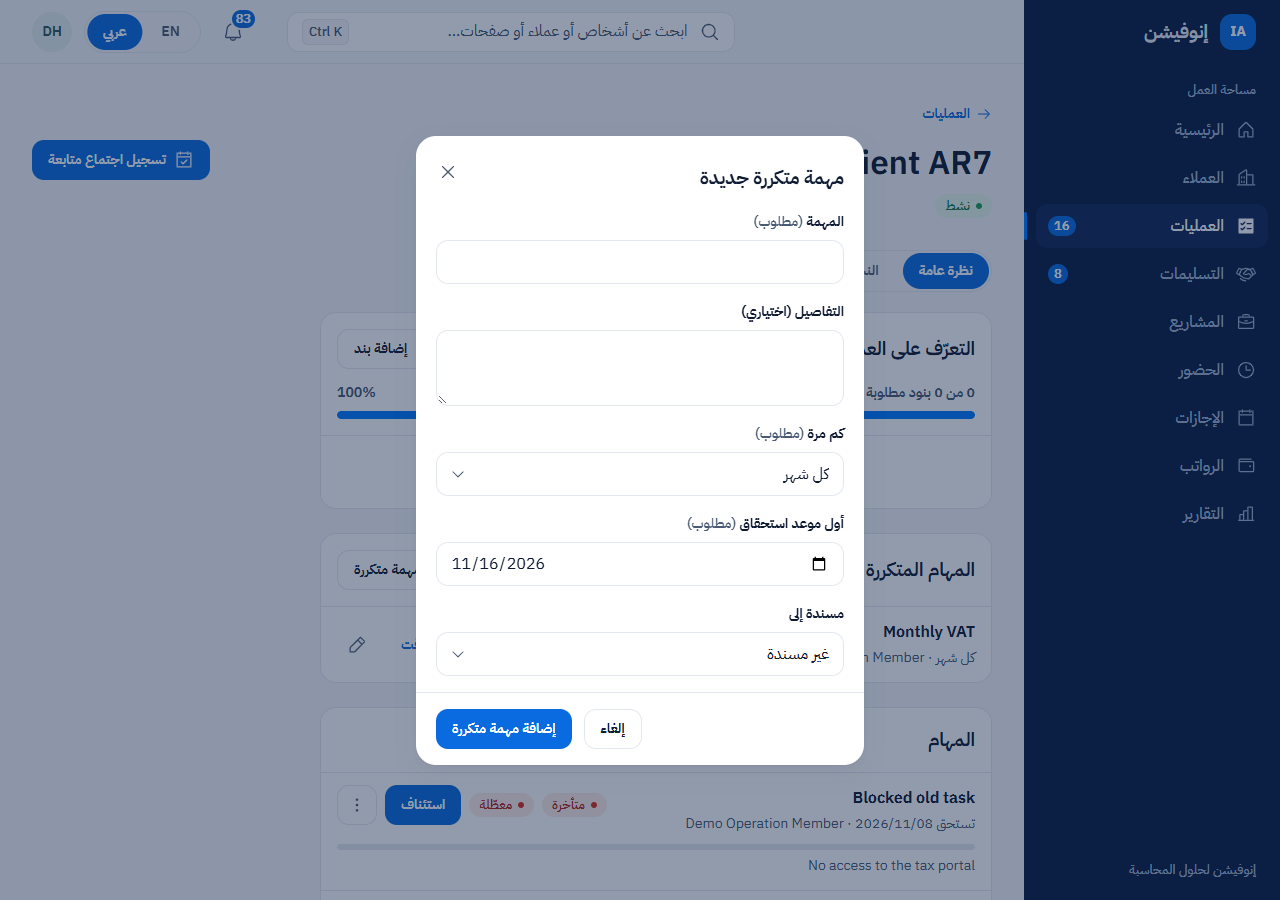 IA
إنوفيشن
ابحث عن أشخاص أو عملاء أو صفحات...
Ctrl K
83
EN
عربي
DH
مساحة العمل
الرئيسية
العملاء
العمليات
16
التسليمات
8
المشاريع
الحضور
الإجازات
الرواتب
التقارير
إنوفيشن لحلول المحاسبة
العمليات
AR7
نشط
تسجيل اجتماع متابعة
نظرة عامة
التعرّف على
إضافة بند
0 من 0 بنود مطلوبة
100%
المهام المتكررة
مهمة متكررة
Monthly VAT
كل شهر · Member
المهام
Blocked old task
متأخرة
معطّلة
استئناف
تستحق 2026/11/08 · Demo Operation Member
No access to the tax portal
مهمة متكررة جديدة
المهمة (مطلوب)
التفاصيل (اختياري)
كم مرة (مطلوب)
كل شهر
أول موعد استحقاق (مطلوب)
11/16/2026
مسندة إلى
غير مسندة
إلغاء
إضافة مهمة متكررة